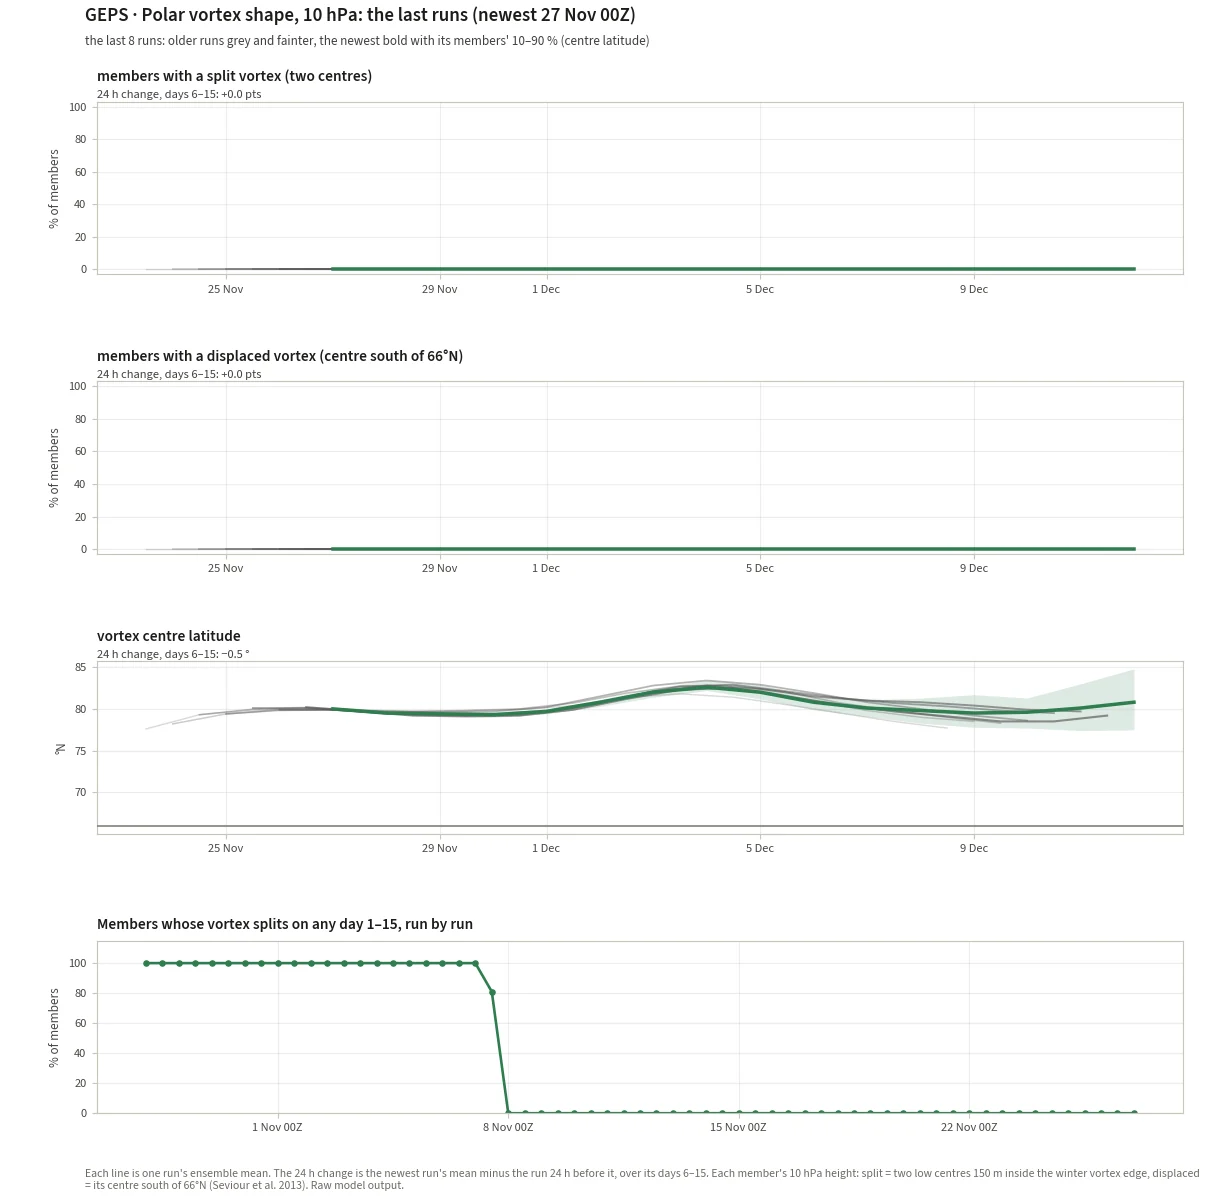 GEPS · Polar vortex shape, 10 hPa: the last runs (newest 27 Nov 00Z)
the last 8 runs: older runs grey and fainter, the newest bold with its members' 10–90 % (centre latitude)
members with a split vortex (two centres)
24 h change, days 6–15: +0.0 pts
100
80
60
40
20
0
% of members
25 Nov
29 Nov
1 Dec
5 Dec
9 Dec
members with a displaced vortex (centre south of 66°N)
24 h change, days 6–15: +0.0 pts
100
80
60
40
20
0
% of members
25 Nov
29 Nov
1 Dec
5 Dec
9 Dec
vortex centre latitude
24 h change, days 6–15: −0.5 °
85
80
75
70
°N
25 Nov
29 Nov
1 Dec
5 Dec
9 Dec
Members whose vortex splits on any day 1–15, run by run
100
80
60
40
20
0
% of members
1 Nov 00Z
8 Nov 00Z
15 Nov 00Z
22 Nov 00Z
Each line is one run's ensemble mean. The 24 h change is the newest run's mean minus the run 24 h before it, over its days 6–15. Each member's 10 hPa height: split = two low centres 150 m inside the winter vortex edge, displaced
= its centre south of 66°N (Seviour et al. 2013). Raw model output.